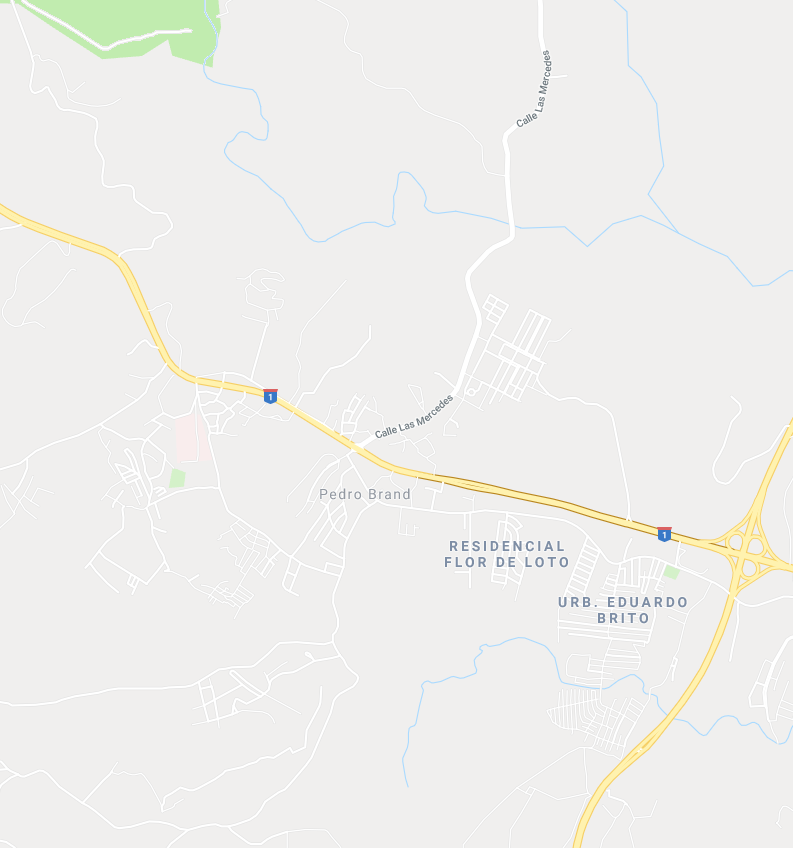 Calle Las Mercedes
1
Calle Las Mercedes
Pedro Brand
1
RESIDENCIAL
FLOR DE LOTO
URB. EDUARDO
BRITO